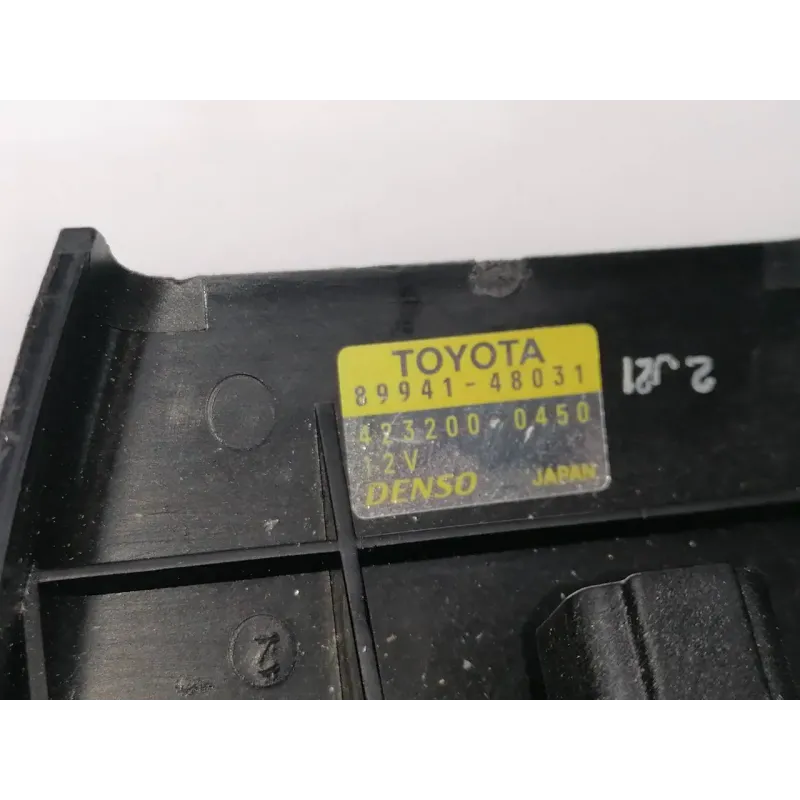 TOYOTA
89941-48031
423200-0450
12V
DENSO JAPAN
2 J21